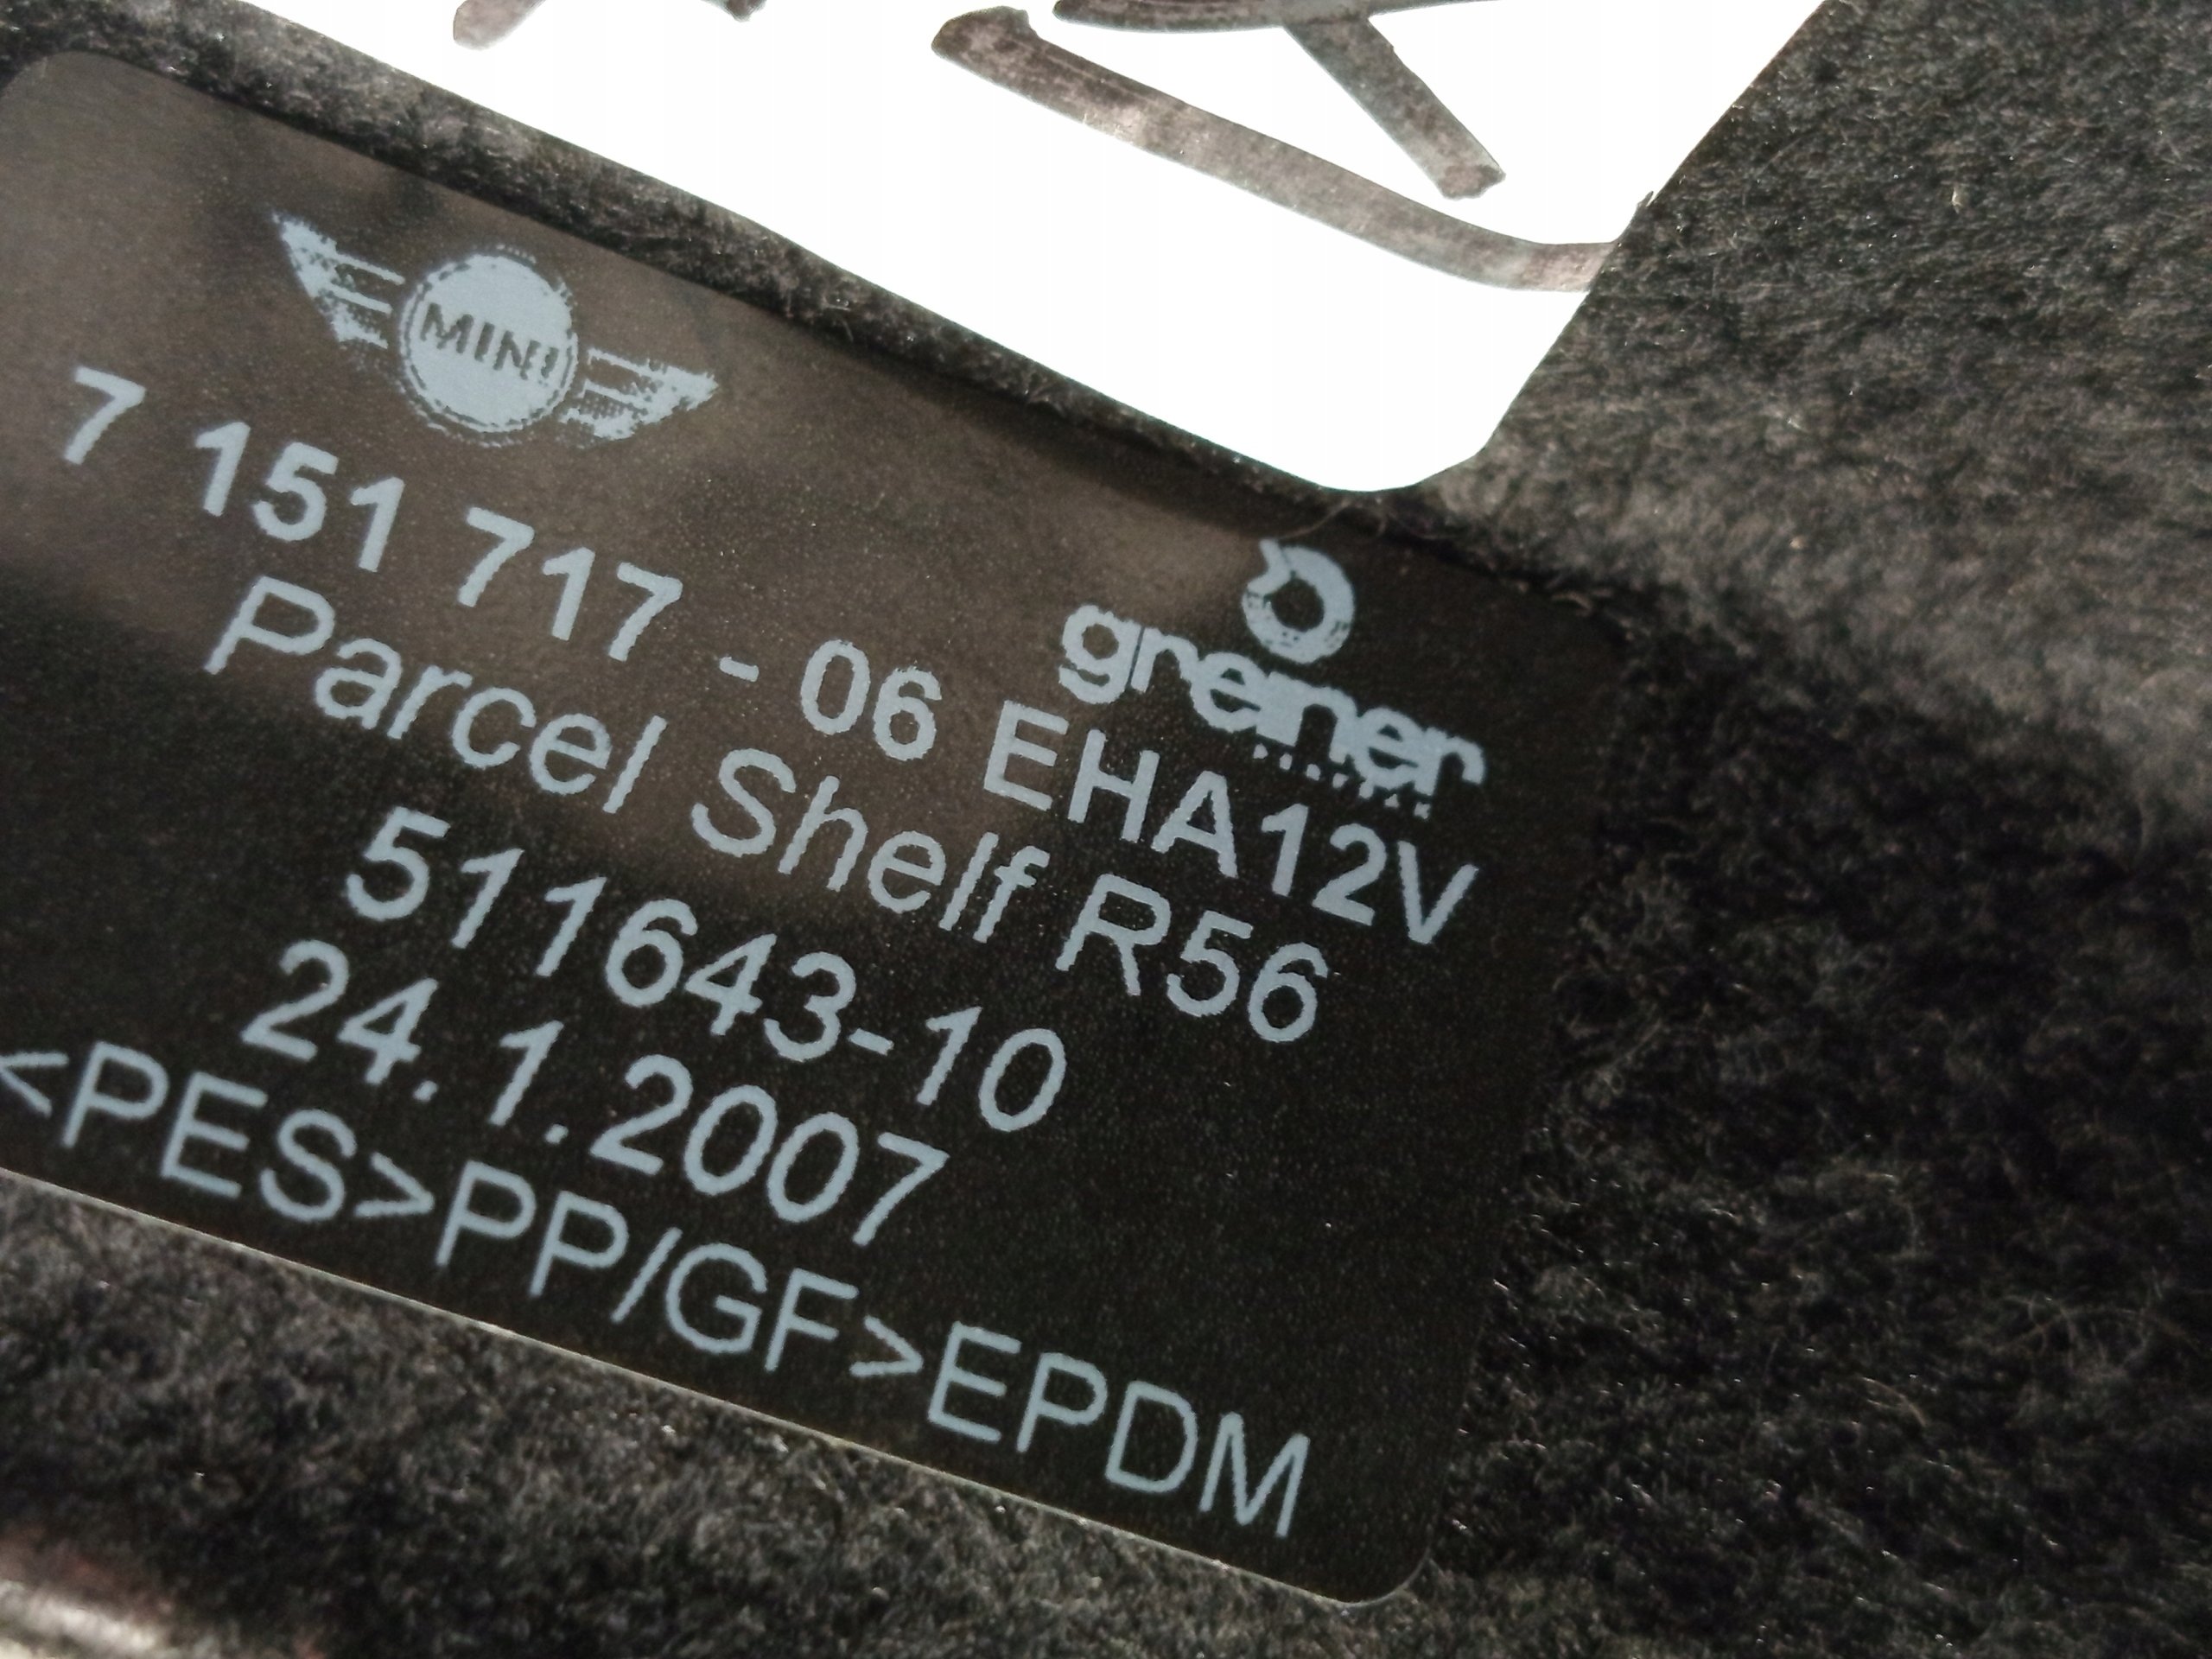 MINI
greiner
7 151 717 - 06 EHA12V
Parcel Shelf R56
511643-10
24.1.2007
<PES>PP/GF>EPDM